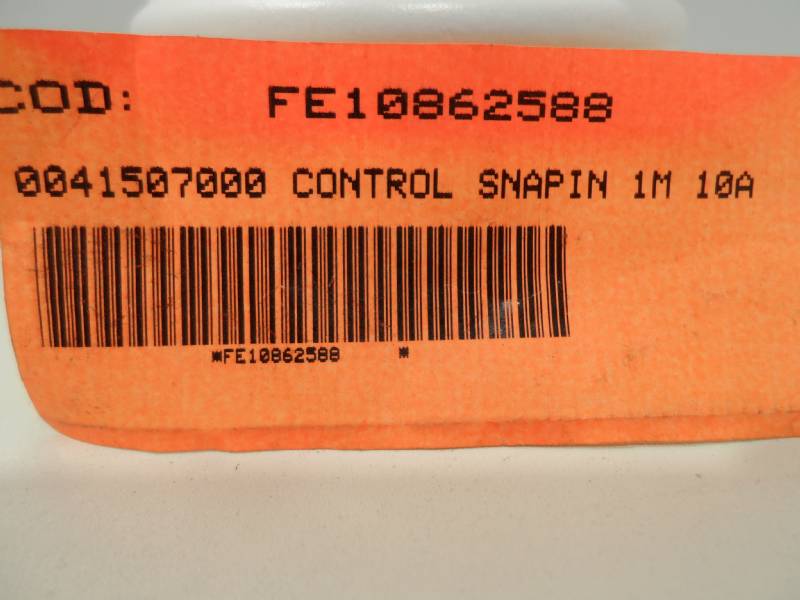 COD: FE10862588
0041507000 CONTROL SNAPIN 1M 10A
*FE10862588 *